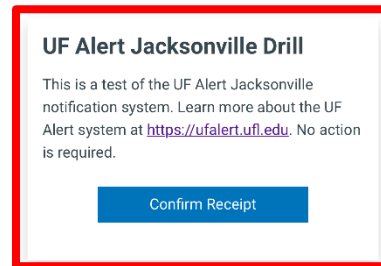 UF Alert Jacksonville Drill
This is a test of the UF Alert Jacksonville
notification system. Learn more about the UF
Alert system at https://ufalert.ufl.edu. No action
is required.
Confirm Receipt